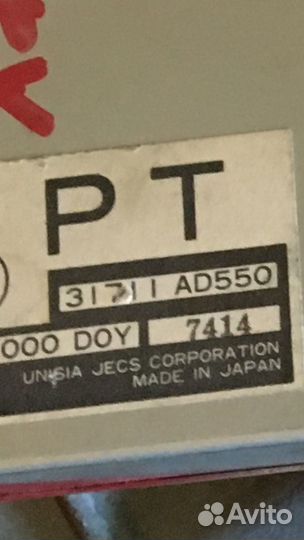 PT
31711 AD550
000 DOY 7414
UNISIA JECS CORPORATION
MADE IN JAPAN
Avito